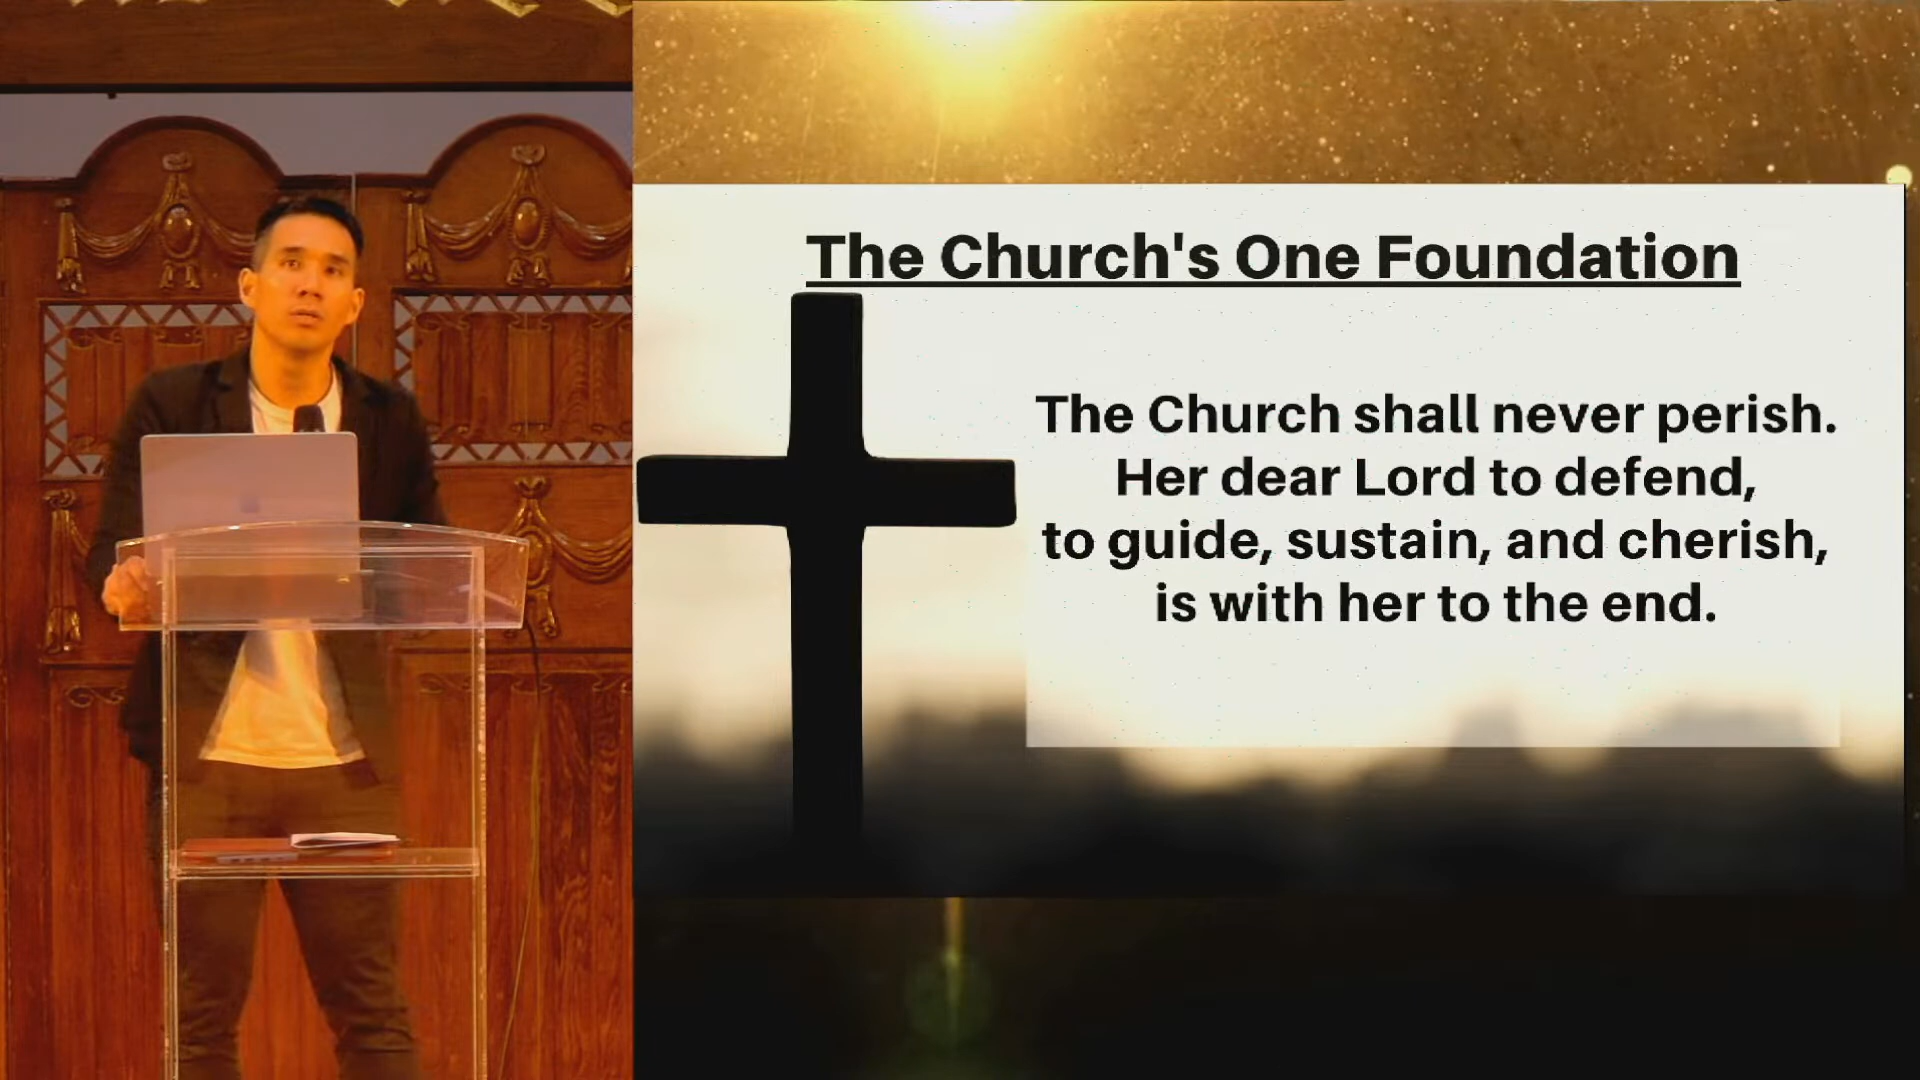 The Church's One Foundation
The Church shall never perish.
Her dear Lord to defend,
to guide, sustain, and cherish,
is with her to the end.